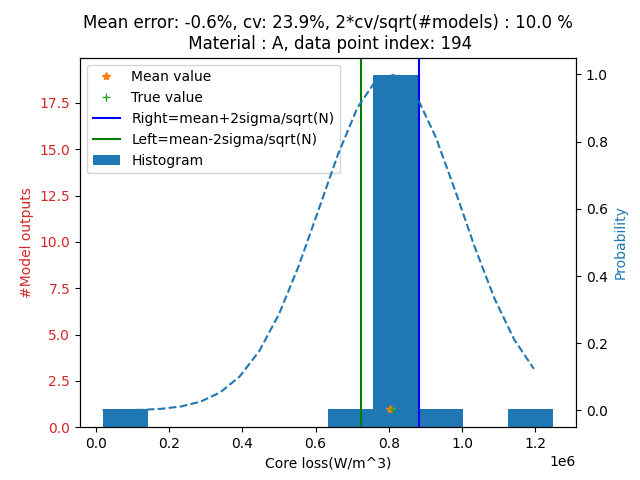 Mean error: -0.6%, cv: 23.9%, 2*cv/sqrt(#models) : 10.0 %
Material : A, data point index: 194
Mean value
True value
Right=mean+2sigma/sqrt(N)
Left=mean-2sigma/sqrt(N)
Histogram
#Model outputs
17.5
15.0
12.5
10.0
7.5
5.0
2.5
0.0
1.0
0.8
0.6
0.4
0.2
0.0
Probability
0.0 0.2 0.4 0.6 0.8 1.0 1.2
1e6
Core loss(W/m^3)